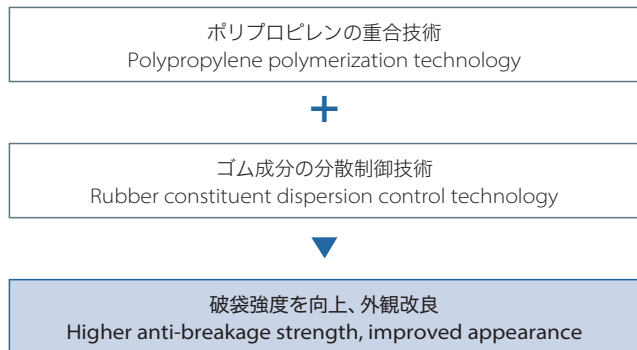 ポリプロピレンの重合技術
Polypropylene polymerization technology
+
ゴム成分の分散制御技術
Rubber constituent dispersion control technology
破袋強度を向上、外観改良
Higher anti-breakage strength, improved appearance